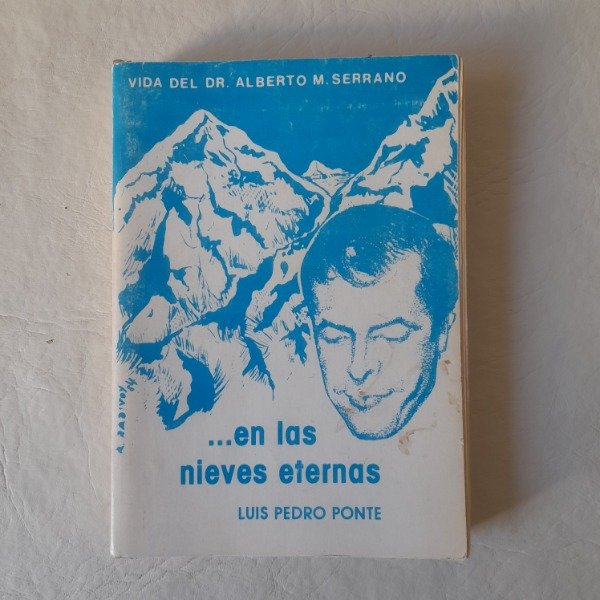 VIDA DEL DR. ALBERTO M. SERRANO
...en las
nieves eternas
LUIS PEDRO PONTE